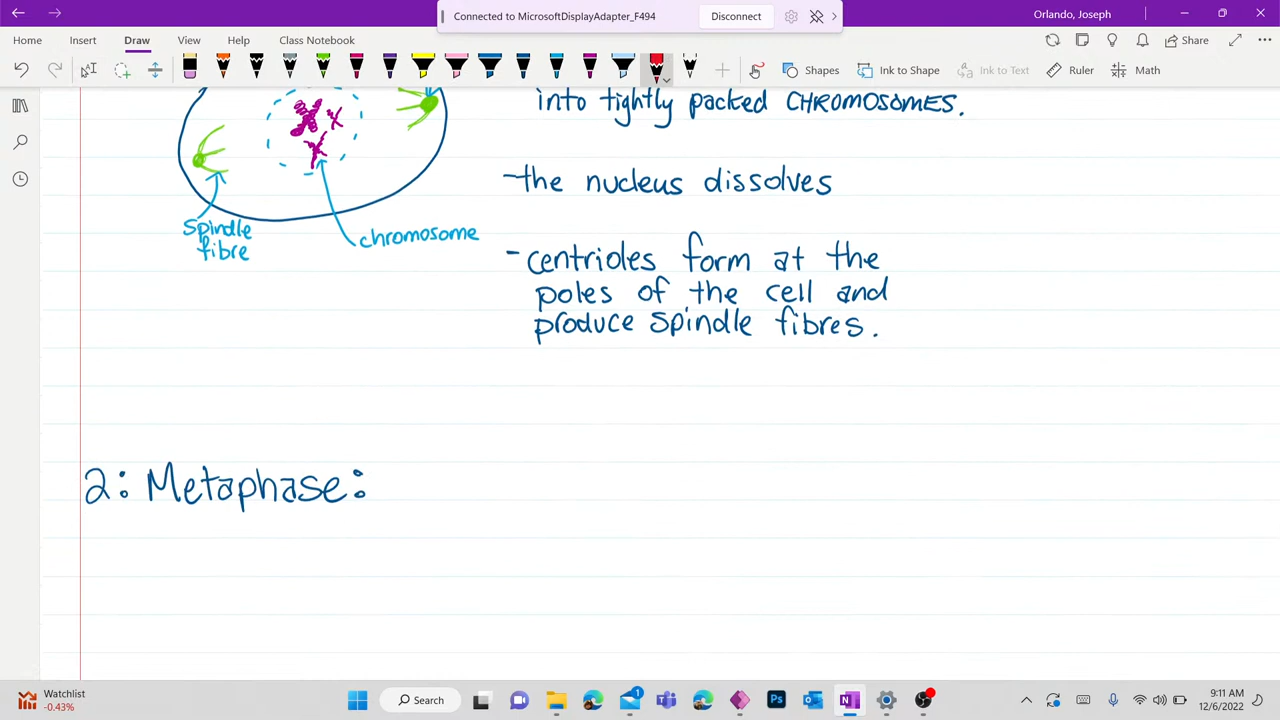 Connected to MicrosoftDisplayAdapter_F494
Disconnect
Orlando, Joseph
Home
Insert
Draw
View
Help
Class Notebook
Share
Shapes
Ink to Shape
Ink to Text
Ruler
Math
into tightly packed CHROMOSOMES.
-the nucleus dissolves
Spindle
fibre
chromosome
- centrioles form at the
poles of the cell and
produce spindle fibres.
2: Metaphase:
Watchlist
-0.43%
Search
1
Ps
N
9:11 AM
12/6/2022